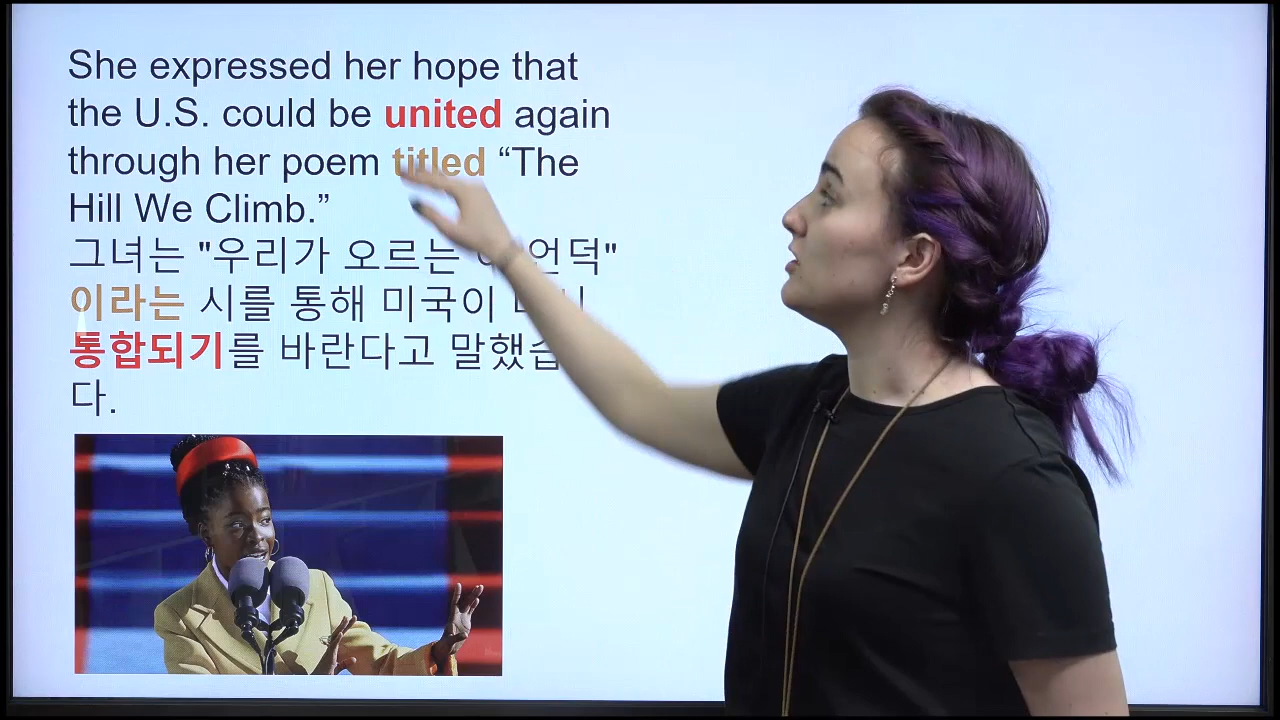 She expressed her hope that
the U.S. could be united again
through her poem titled “The
Hill We Climb.”
그녀는 "우리가 오르는 언덕"
이라는 시를 통해 미국이
통합되기를 바란다고 말했습
다.